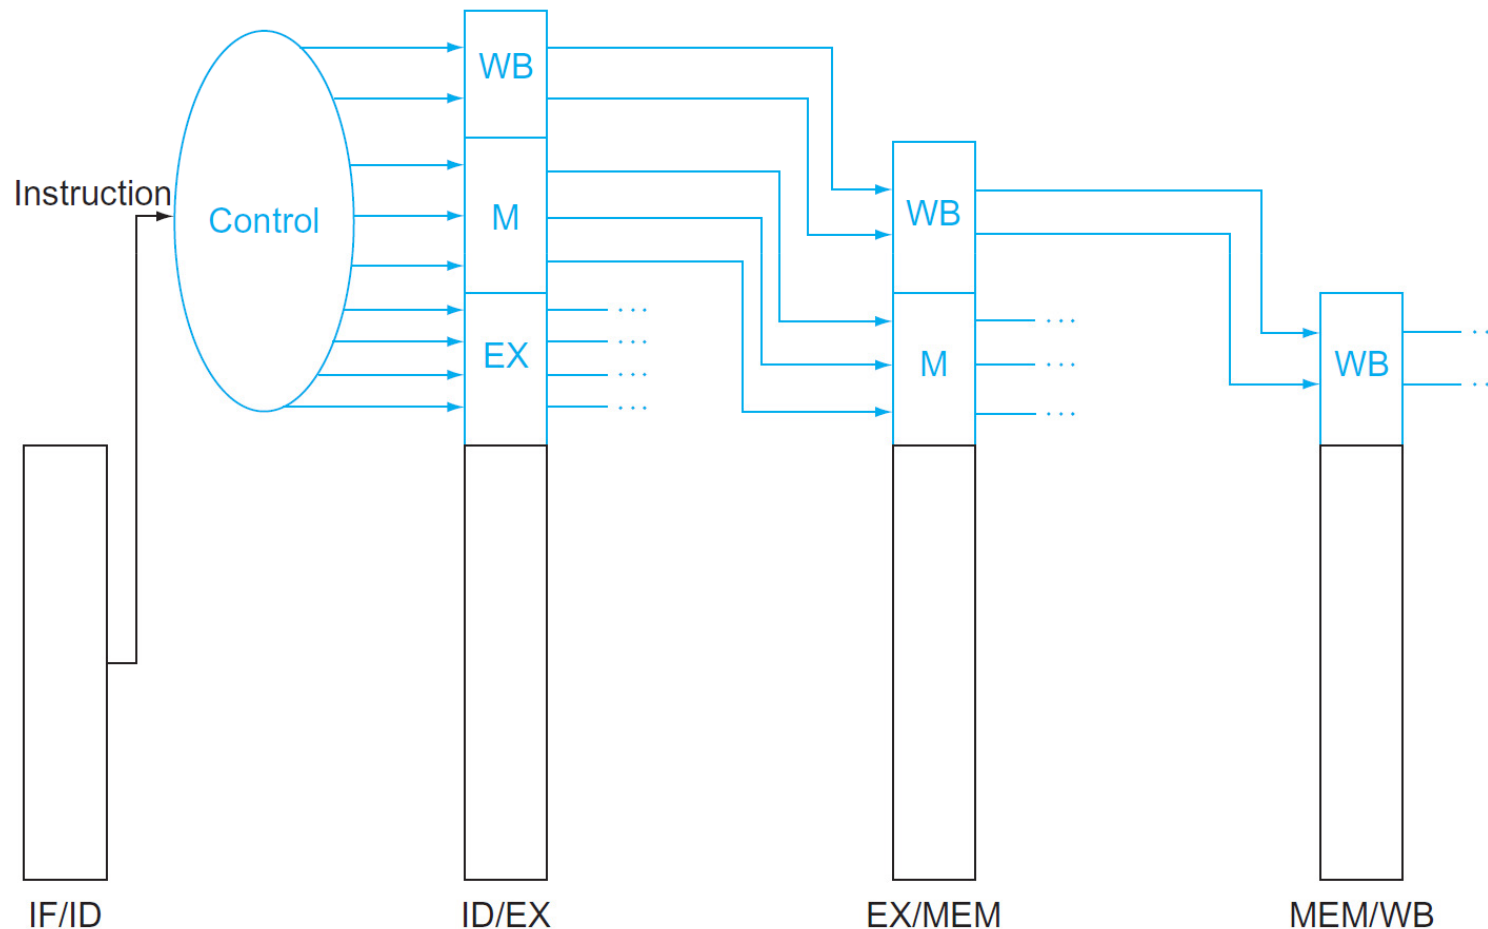 Instruction
Control
WB
M
EX
WB
M
WB
IF/ID
ID/EX
EX/MEM
MEM/WB